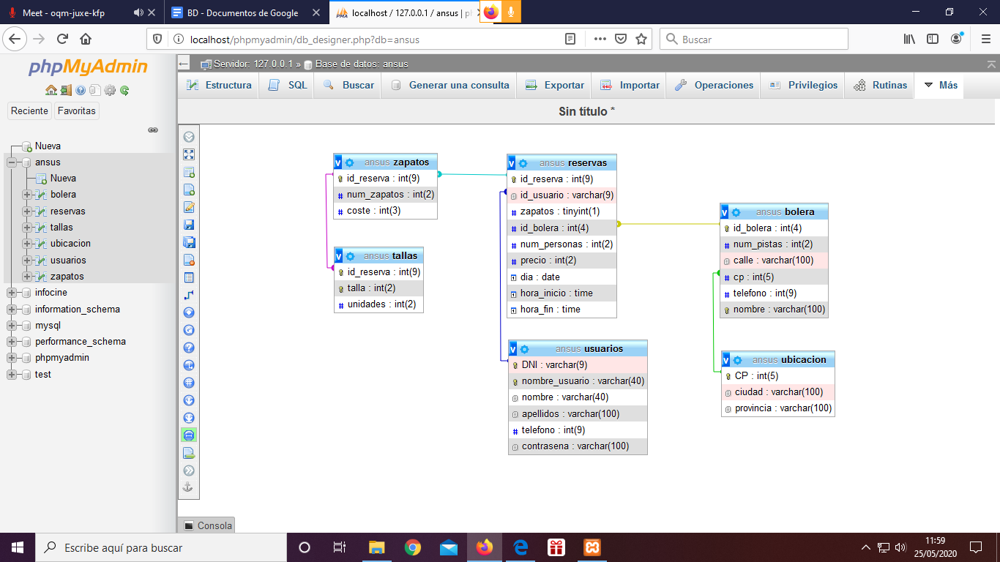 Meet - oqm-juxe-kfp
BD - Documentos de Google
localhost / 127.0.0.1 / ansus | ph
localhost/phpmyadmin/db_designer.php?db=ansus
Buscar
phpMyAdmin
Reciente
Favoritas
Nueva
ansus
Nueva
bolera
reservas
tallas
ubicacion
usuarios
zapatos
infocine
information_schema
mysql
performance_schema
phpmyadmin
test
Servidor: 127.0.0.1 » Base de datos: ansus
Estructura
SQL
Buscar
Generar una consulta
Exportar
Importar
Operaciones
Privilegios
Rutinas
Más
Sin título *
ansus zapatos
id_reserva : int(9)
num_zapatos : int(2)
coste : int(3)
ansus tallas
id_reserva : int(9)
talla : int(2)
unidades : int(2)
ansus reservas
id_reserva : int(9)
id_usuario : varchar(9)
zapatos : tinyint(1)
id_bolera : int(4)
num_personas : int(2)
precio : int(2)
dia : date
hora_inicio : time
hora_fin : time
ansus usuarios
DNI : varchar(9)
nombre_usuario : varchar(40)
nombre : varchar(40)
apellidos : varchar(100)
telefono : int(9)
contrasena : varchar(100)
ansus bolera
id_bolera : int(4)
num_pistas : int(2)
calle : varchar(100)
cp : int(5)
telefono : int(9)
nombre : varchar(100)
ansus ubicacion
CP : int(5)
ciudad : varchar(100)
provincia : varchar(100)
Consola
Escribe aquí para buscar
11:59
25/05/2020